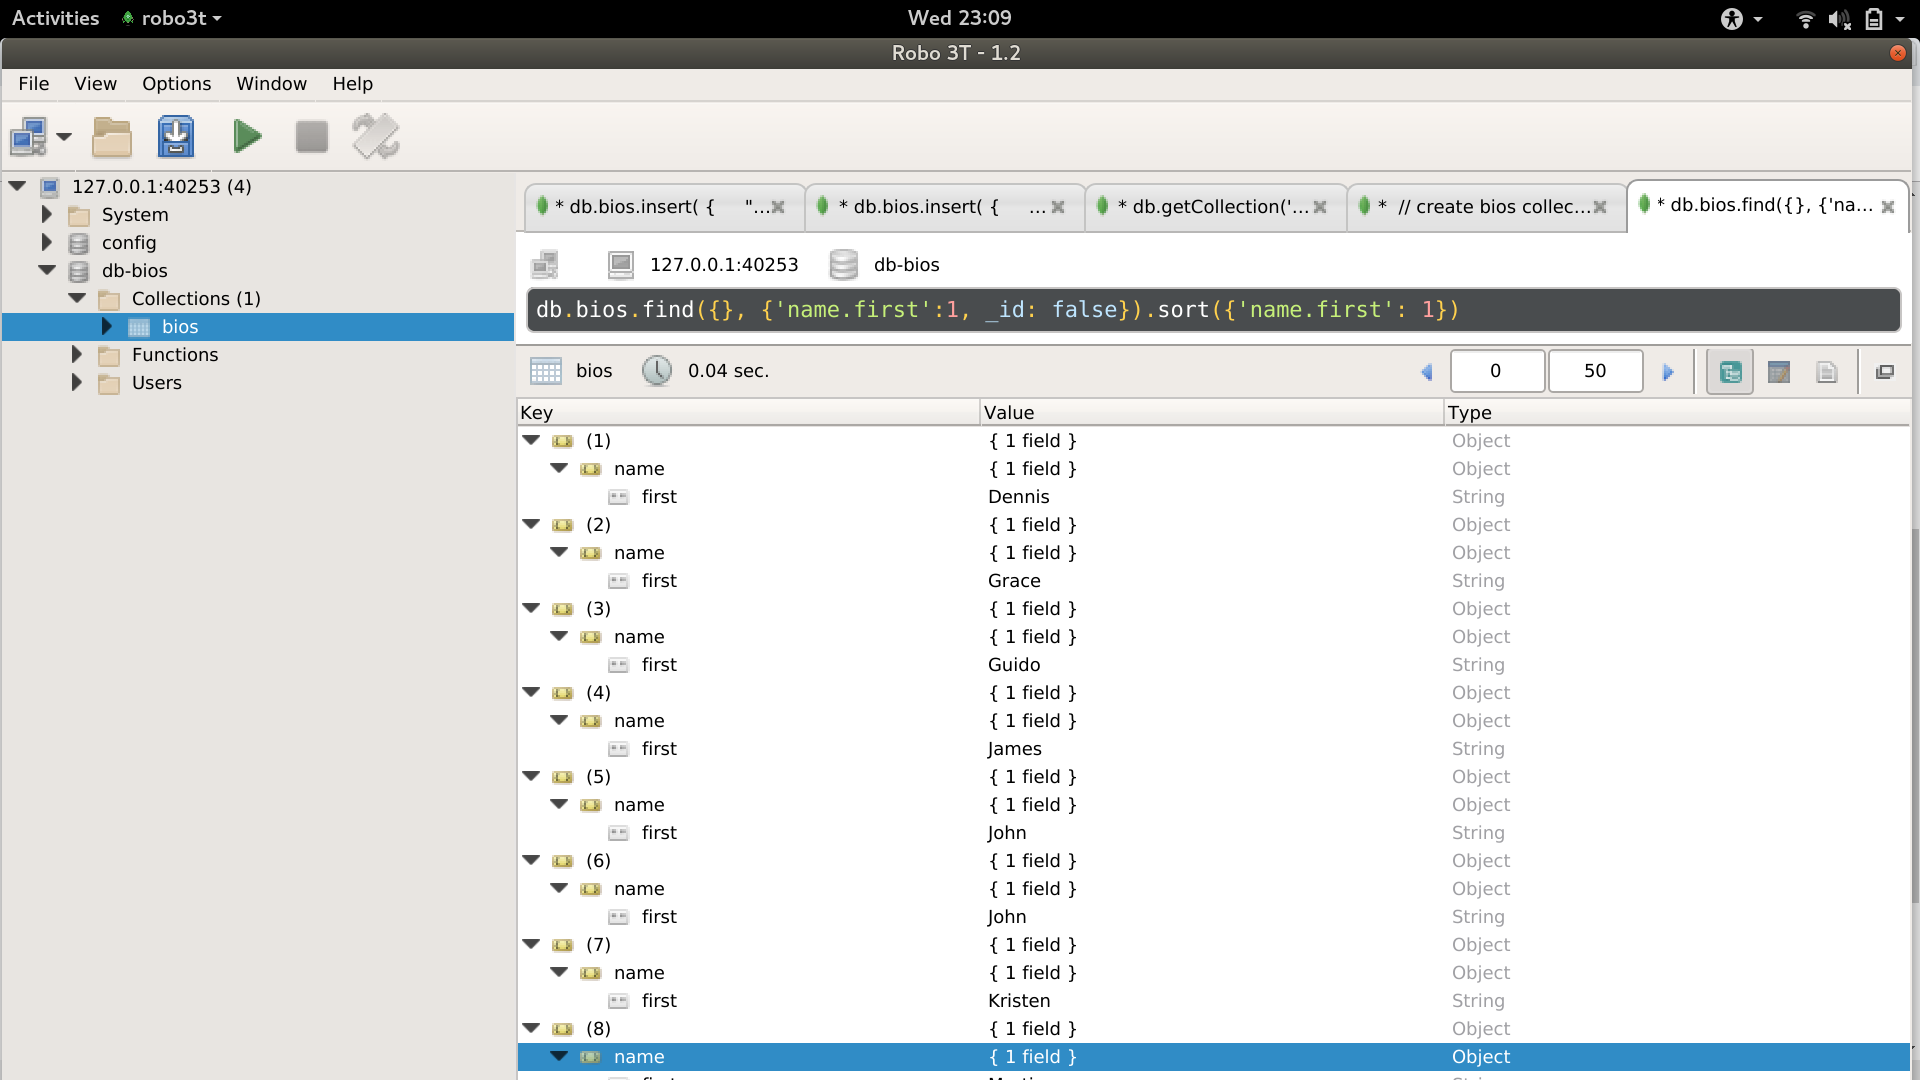 Activities robo3t Wed 23:09
Robo 3T - 1.2
File View Options Window Help
127.0.0.1:40253 (4)
System
config
db-bios
Collections (1)
bios
Functions
Users
* db.bios.insert( { "... * db.bios.insert( { ... * db.getCollection('... * // create bios collec... * db.bios.find({}, {'na...
127.0.0.1:40253 db-bios
db.bios.find({}, {'name.first':1, _id: false}).sort({'name.first': 1})
bios 0.04 sec. 0 50
Key Value Type
(1) { 1 field } Object
name { 1 field } Object
first Dennis String
(2) { 1 field } Object
name { 1 field } Object
first Grace String
(3) { 1 field } Object
name { 1 field } Object
first Guido String
(4) { 1 field } Object
name { 1 field } Object
first James String
(5) { 1 field } Object
name { 1 field } Object
first John String
(6) { 1 field } Object
name { 1 field } Object
first John String
(7) { 1 field } Object
name { 1 field } Object
first Kristen String
(8) { 1 field } Object
name { 1 field } Object